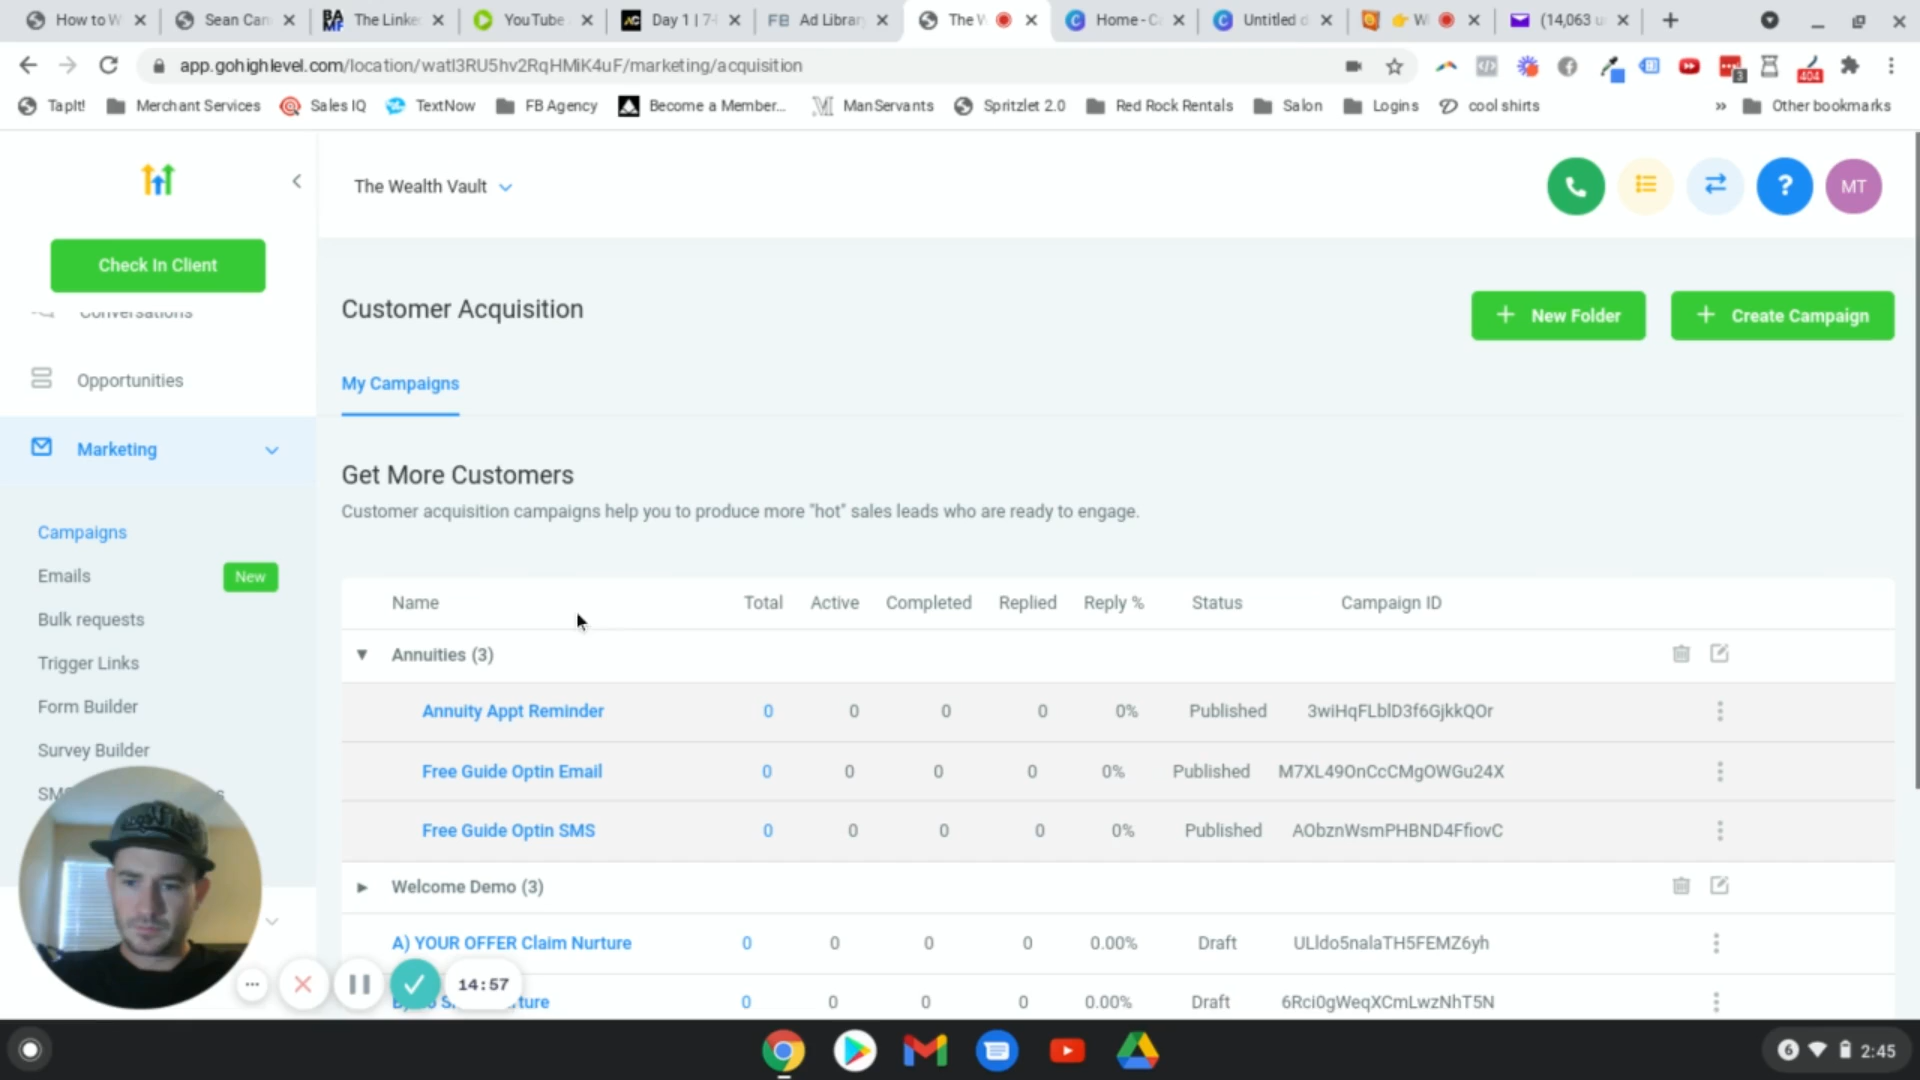 How to W
Sean Can
The Linke
YouTube
Day 1 | 7-
Ad Librar
The W
Home - C
Untitled d
W
(14,063 u
app.gohighlevel.com/location/watl3RU5hv2RqHMiK4uF/marketing/acquisition
3
404
TapIt!
Merchant Services
Sales IQ
TextNow
FB Agency
Become a Member...
ManServants
Spritzlet 2.0
Red Rock Rentals
Salon
Logins
cool shirts
» Other bookmarks
The Wealth Vault
?
MT
Check In Client
Conversations
Opportunities
Marketing
Campaigns
Emails New
Bulk requests
Trigger Links
Form Builder
Survey Builder
Customer Acquisition
+ New Folder
+ Create Campaign
My Campaigns
Get More Customers
Customer acquisition campaigns help you to produce more "hot" sales leads who are ready to engage.
Name Total Active Completed Replied Reply % Status Campaign ID
Annuities (3)
Annuity Appt Reminder 0 0 0 0 0% Published 3wiHqFLblD3f6GjkkQOr
Free Guide Optin Email 0 0 0 0 0% Published M7XL49OnCcCMgOWGu24X
Free Guide Optin SMS 0 0 0 0 0% Published AObznWsmPHBND4FfiovC
Welcome Demo (3)
A) YOUR OFFER Claim Nurture 0 0 0 0 0.00% Draft ULldo5nalaTH5FEMZ6yh
0 0 0 0 0.00% Draft 6Rci0gWeqXCmLwzNhT5N
14:57
6 2:45